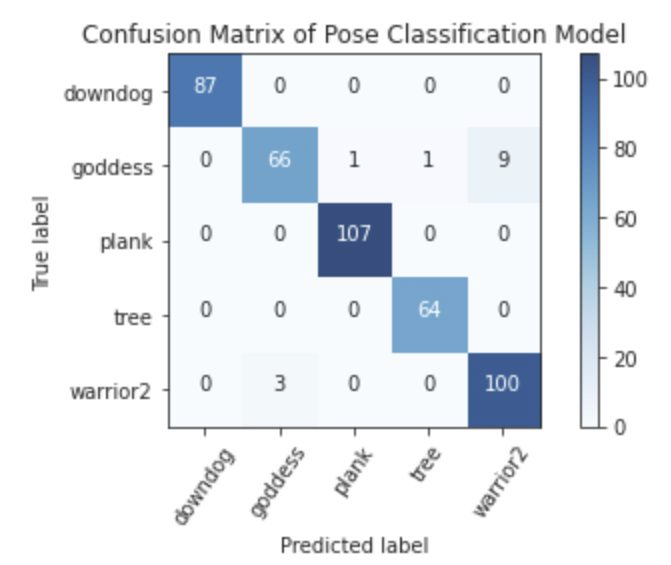 Confusion Matrix of Pose Classification Model
downdog 87 0 0 0 0
goddess 0 66 1 1 9
plank 0 0 107 0 0
tree 0 0 0 64 0
warrior2 0 3 0 0 100
True label
downdog goddess plank tree warrior2
Predicted label
100
80
60
40
20
0